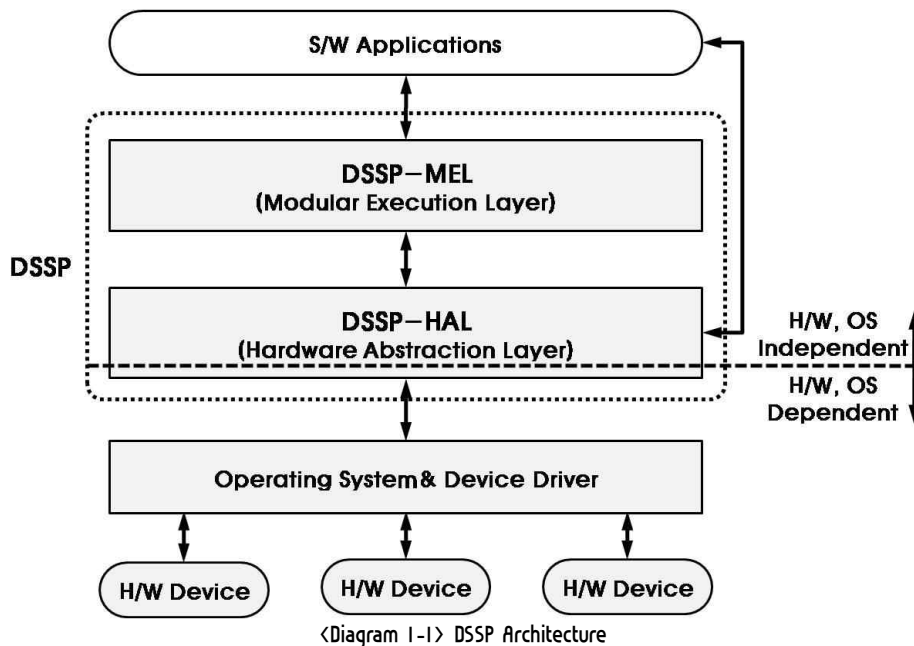 S/W Applications
DSSP-MEL
(Modular Execution Layer)
DSSP
DSSP-HAL
(Hardware Abstraction Layer)
H/W, OS
Independent
H/W, OS
Dependent
Operating System & Device Driver
H/W Device
H/W Device
H/W Device
<Diagram 1-1> DSSP Architecture